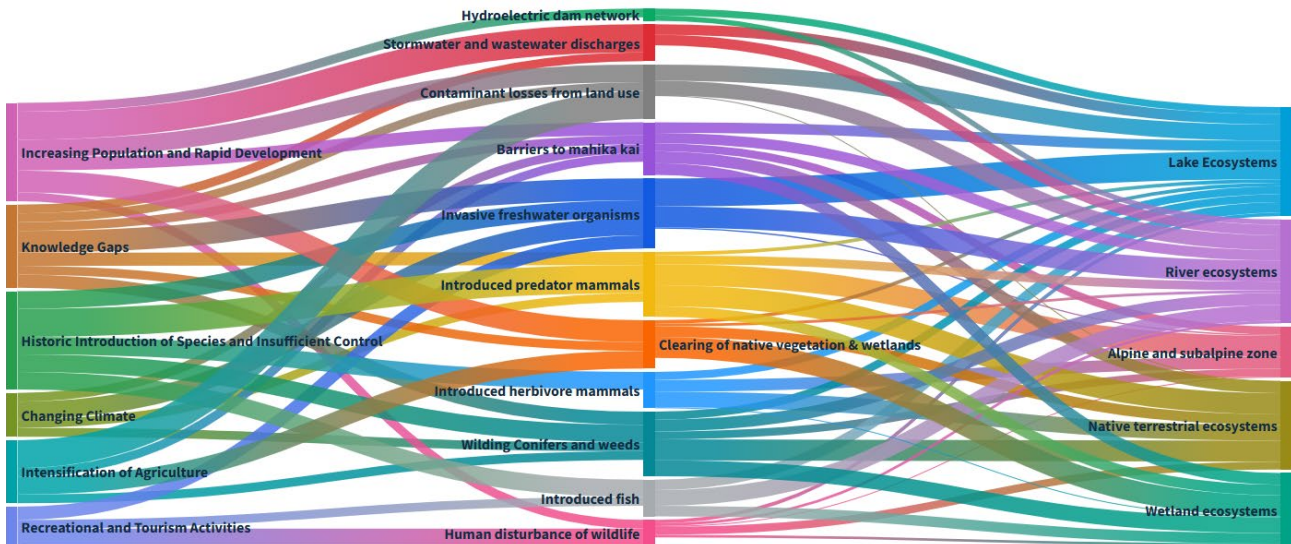 Increasing Population and Rapid Development
Knowledge Gaps
Historic Introduction of Species and Insufficient Control
Changing Climate
Intensification of Agriculture
Recreational and Tourism Activities
Hydroelectric dam network
Stormwater and wastewater discharges
Contaminant losses from land use
Barriers to mahika kai
Invasive freshwater organisms
Introduced predator mammals
Clearing of native vegetation & wetlands
Introduced herbivore mammals
Wilding Conifers and weeds
Introduced fish
Human disturbance of wildlife
Lake Ecosystems
River ecosystems
Alpine and subalpine zone
Native terrestrial ecosystems
Wetland ecosystems